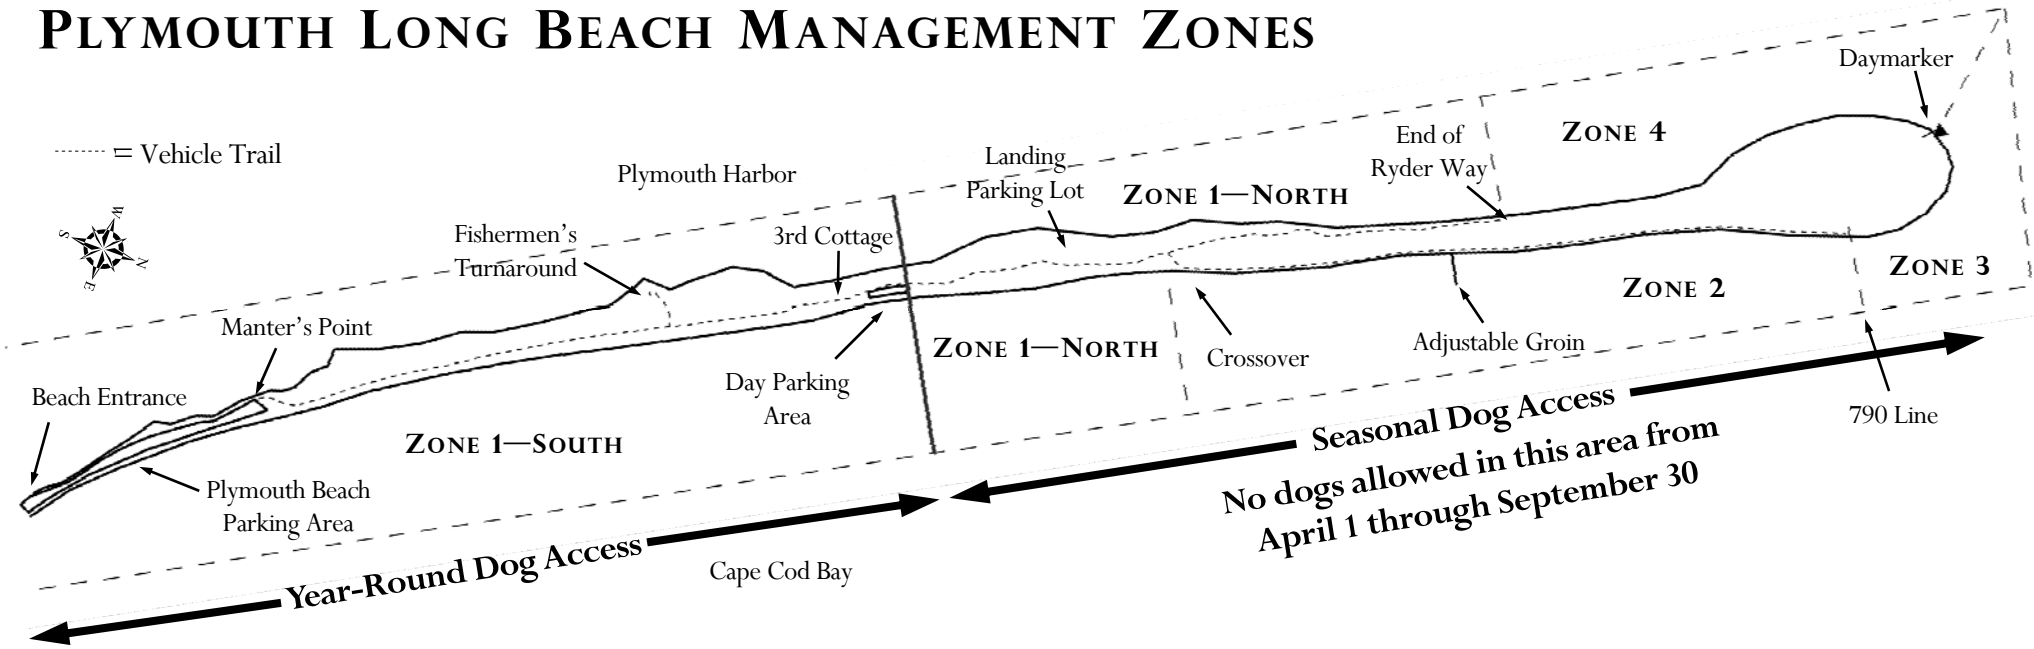 PLYMOUTH LONG BEACH MANAGEMENT ZONES
Daymarker
Vehicle Trail
End of
Ryder Way
ZONE 4
Landing
Parking Lot
Plymouth Harbor
ZONE 1—NORTH
W
S
N
E
Fishermen's
Turnaround
3rd Cottage
ZONE 3
ZONE 2
Manter's Point
Adjustable Groin
ZONE 1—NORTH
Crossover
Beach Entrance
Day Parking
Area
790 Line
ZONE 1—SOUTH
Seasonal Dog Access
No dogs allowed in this area from
April 1 through September 30
Plymouth Beach
Parking Area
Year-Round Dog Access
Cape Cod Bay